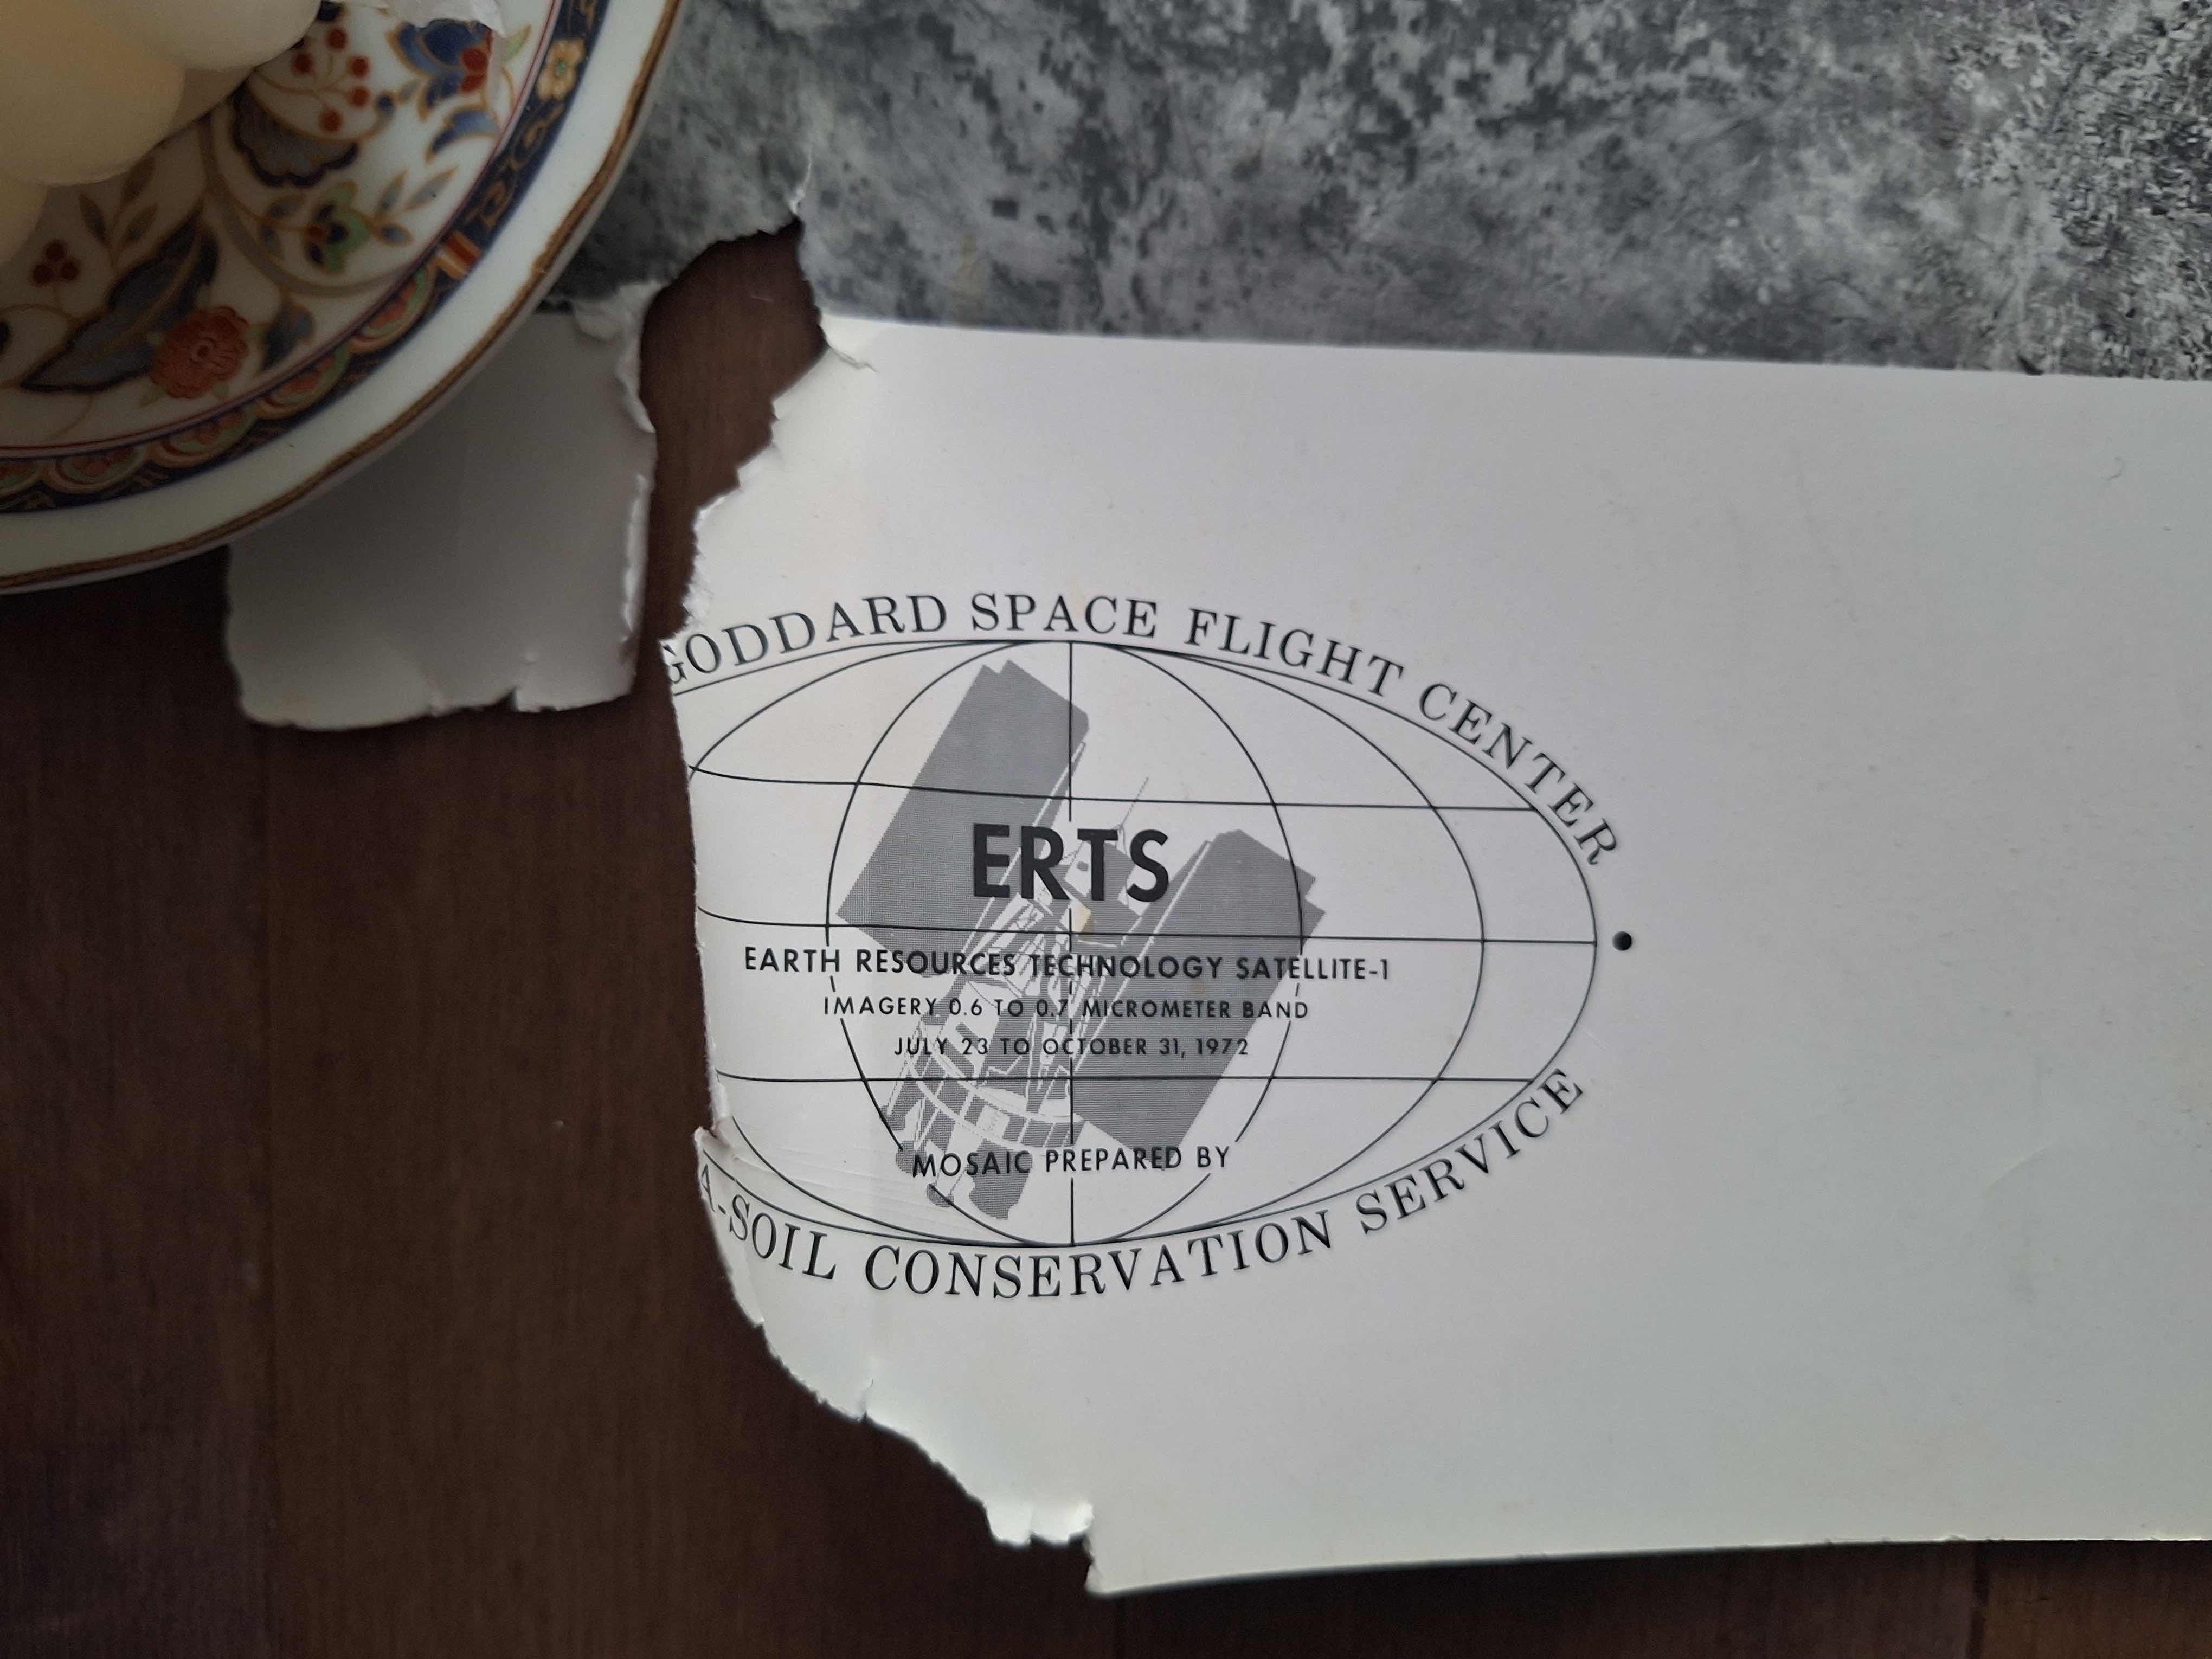 GODDARD SPACE FLIGHT CENTER
ERTS
EARTH RESOURCES TECHNOLOGY SATELLITE-1
IMAGERY 0.6 TO 0.7 MICROMETER BAND
JULY 23 TO OCTOBER 31, 1972
MOSAIC PREPARED BY
A-SOIL CONSERVATION SERVICE